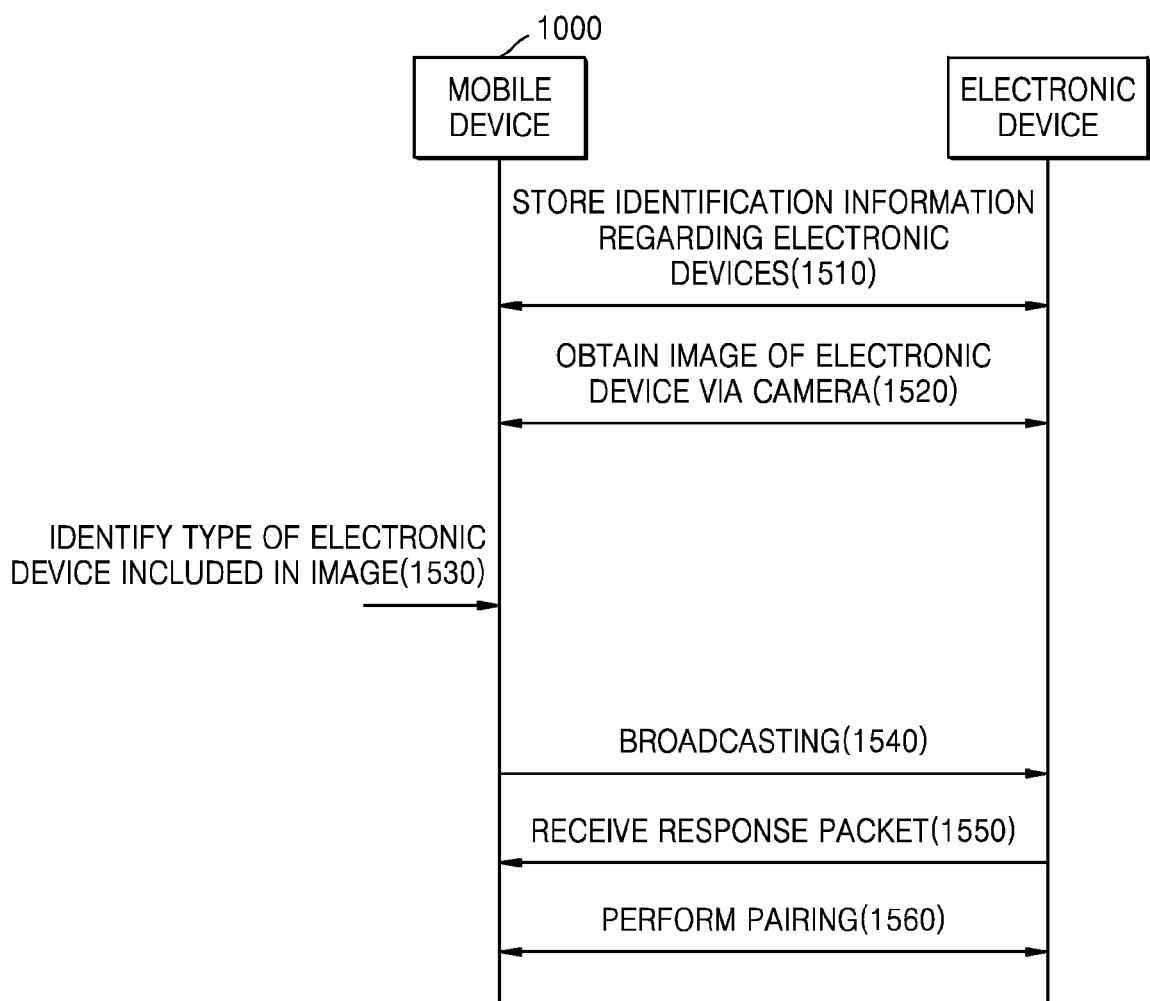 1000
MOBILE
DEVICE
ELECTRONIC
DEVICE
STORE IDENTIFICATION INFORMATION
REGARDING ELECTRONIC
DEVICES(1510)
OBTAIN IMAGE OF ELECTRONIC
DEVICE VIA CAMERA(1520)
IDENTIFY TYPE OF ELECTRONIC
DEVICE INCLUDED IN IMAGE(1530)
BROADCASTING(1540)
RECEIVE RESPONSE PACKET(1550)
PERFORM PAIRING(1560)